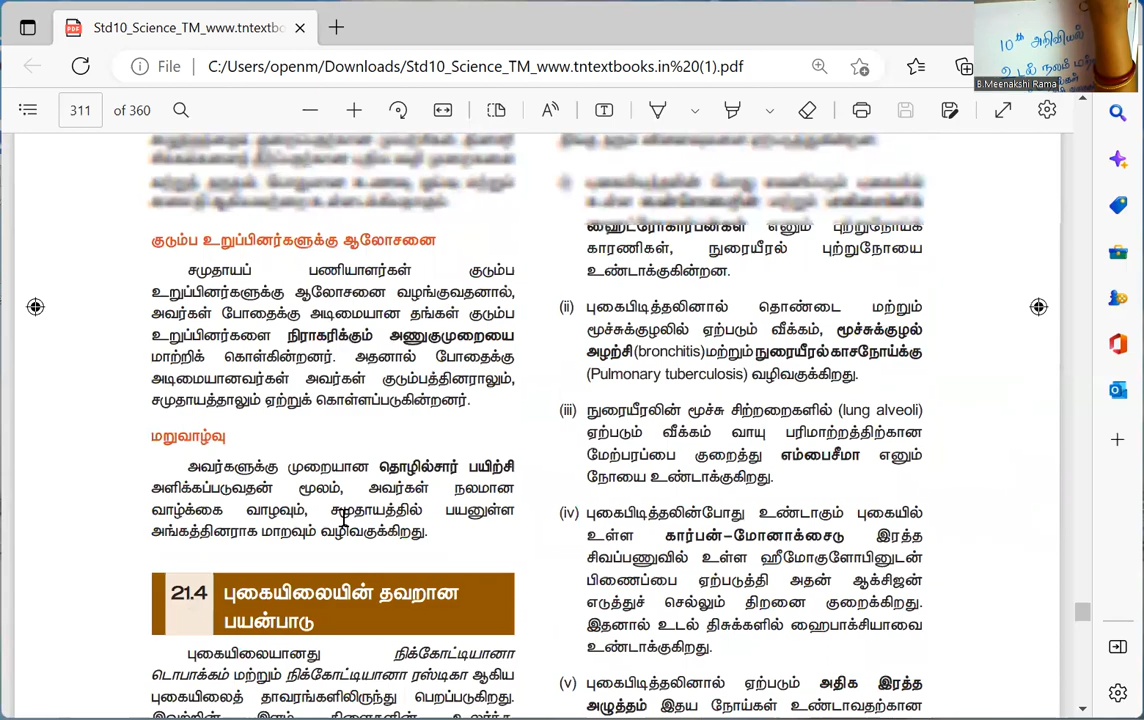 Std10_Science_TM_www.tntextbo
File
C:/Users/openm/Downloads/Std10_Science_TM_www.tntextbooks.in%20(1).pdf
10th அறிவியல்
உடல் நலம்
B.Meenakshi Rama
311 of 360
குடும்ப உறுப்பினர்களுக்கு ஆலோசனை
சமுதாயப் பணியாளர்கள் குடும்ப
உறுப்பினர்களுக்கு ஆலோசனை வழங்குவதனால்,
அவர்கள் போதைக்கு அடிமையான தங்கள் குடும்ப
உறுப்பினர்களை நிராகரிக்கும் அணுகுமுறையை
மாற்றிக் கொள்கின்றனர். அதனால் போதைக்கு
அடிமையானவர்கள் அவர்கள் குடும்பத்தினராலும்,
சமுதாயத்தாலும் ஏற்றுக் கொள்ளப்படுகின்றனர்.
மறுவாழ்வு
அவர்களுக்கு முறையான தொழில்சார் பயிற்சி
அளிக்கப்படுவதன் மூலம், அவர்கள் நலமான
வாழ்க்கை வாழவும், சமுதாயத்தில் பயனுள்ள
அங்கத்தினராக மாறவும் வழிவகுக்கிறது.
21.4 புகையிலையின் தவறான
பயன்பாடு
புகையிலையானது நிக்கோட்டியானா
டொபாக்கம் மற்றும் நிக்கோட்டியானா ரஸ்டிகா ஆகிய
புகையிலைத் தாவரங்களிலிருந்து பெறப்படுகிறது.
ஹைட்ரோகார்பன்கள் எனும் புற்றுநோய்க்
காரணிகள், நுரையீரல் புற்றுநோயை
உண்டாக்குகின்றன.
(ii) புகைபிடித்தலினால் தொண்டை மற்றும்
மூச்சுக்குழலில் ஏற்படும் வீக்கம், மூச்சுக்குழல்
அழற்சி (bronchitis) மற்றும் நுரையீரல் காசநோய்க்கு
(Pulmonary tuberculosis) வழிவகுக்கிறது.
(iii) நுரையீரலின் மூச்சு சிற்றறைகளில் (lung alveoli)
ஏற்படும் வீக்கம் வாயு பரிமாற்றத்திற்கான
மேற்பரப்பை குறைத்து எம்பைசீமா எனும்
நோயை உண்டாக்குகிறது.
(iv) புகைபிடித்தலின்போது உண்டாகும் புகையில்
உள்ள கார்பன்–மோனாக்சைடு இரத்த
சிவப்பணுவில் உள்ள ஹீமோகுளோபினுடன்
பிணைப்பை ஏற்படுத்தி அதன் ஆக்சிஜன்
எடுத்துச் செல்லும் திறனை குறைக்கிறது.
இதனால் உடல் திசுக்களில் ஹைபாக்சியாவை
உண்டாக்குகிறது.
(v) புகைபிடித்தலினால் ஏற்படும் அதிக இரத்த
அழுத்தம் இதய நோய்கள் உண்டாவதற்கான